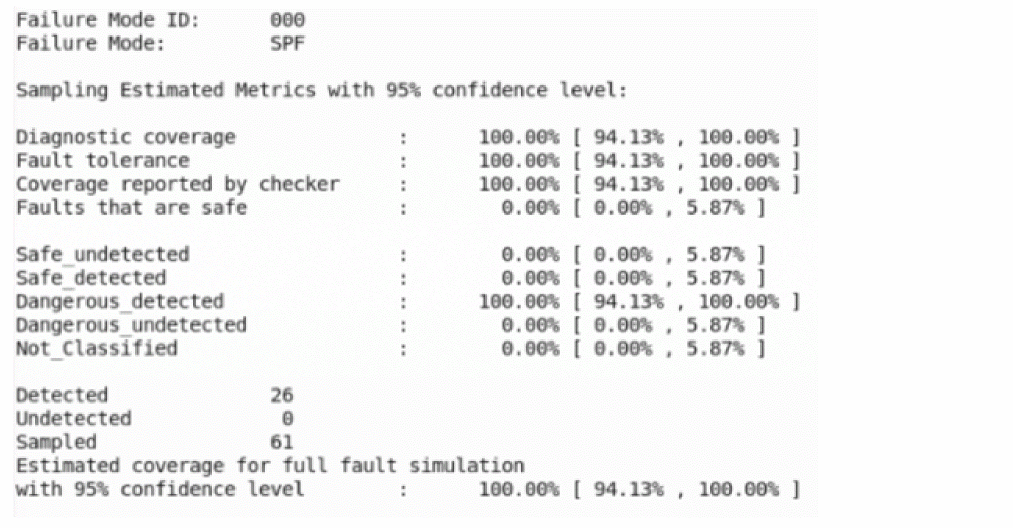 Failure Mode ID: 000
Failure Mode: SPF
Sampling Estimated Metrics with 95% confidence level:
Diagnostic coverage : 100.00% [ 94.13% , 100.00% ]
Fault tolerance : 100.00% [ 94.13% , 100.00% ]
Coverage reported by checker : 100.00% [ 94.13% , 100.00% ]
Faults that are safe : 0.00% [ 0.00% , 5.87% ]
Safe_undetected : 0.00% [ 0.00% , 5.87% ]
Safe_detected : 0.00% [ 0.00% , 5.87% ]
Dangerous_detected : 100.00% [ 94.13% , 100.00% ]
Dangerous_undetected : 0.00% [ 0.00% , 5.87% ]
Not_Classified : 0.00% [ 0.00% , 5.87% ]
Detected 26
Undetected 0
Sampled 61
Estimated coverage for full fault simulation
with 95% confidence level : 100.00% [ 94.13% , 100.00% ]